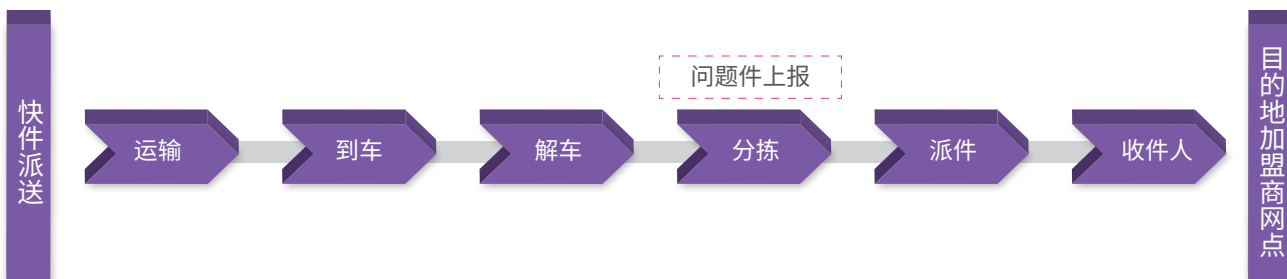 快件派送
问题件上报
运输
到车
解车
分拣
派件
收件人
目的地加盟商网点